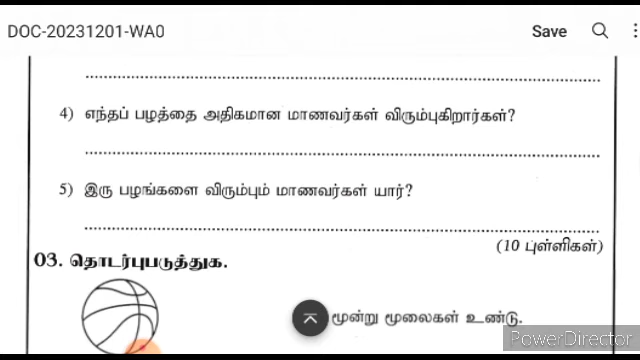 DOC-20231201-WA0
Save
4) எந்தப் பழத்தை அதிகமான மாணவர்கள் விரும்புகிறார்கள்?
5) இரு பழங்களை விரும்பும் மாணவர்கள் யார்?
(10 புள்ளிகள்)
03. தொடர்புபடுத்துக.
மூன்று மூலைகள் உண்டு.
PowerDirector